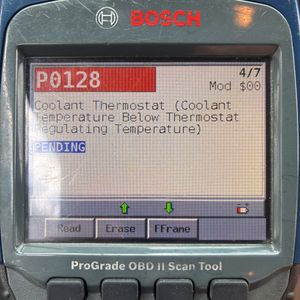 BOSCH
P0128
4/7
Mod $00
Coolant Thermostat (Coolant
Temperature Below Thermostat
Regulating Temperature)
PENDING
Read Erase FFrame
ProGrade OBD II Scan Tool